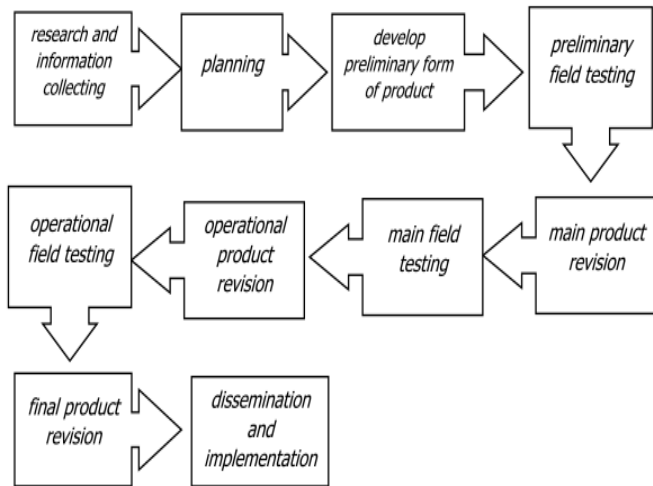 research and
information
collecting
planning
develop
preliminary form
of product
preliminary
field testing
main product
revision
main field
testing
operational
product
revision
operational
field testing
final product
revision
dissemination
and
implementation